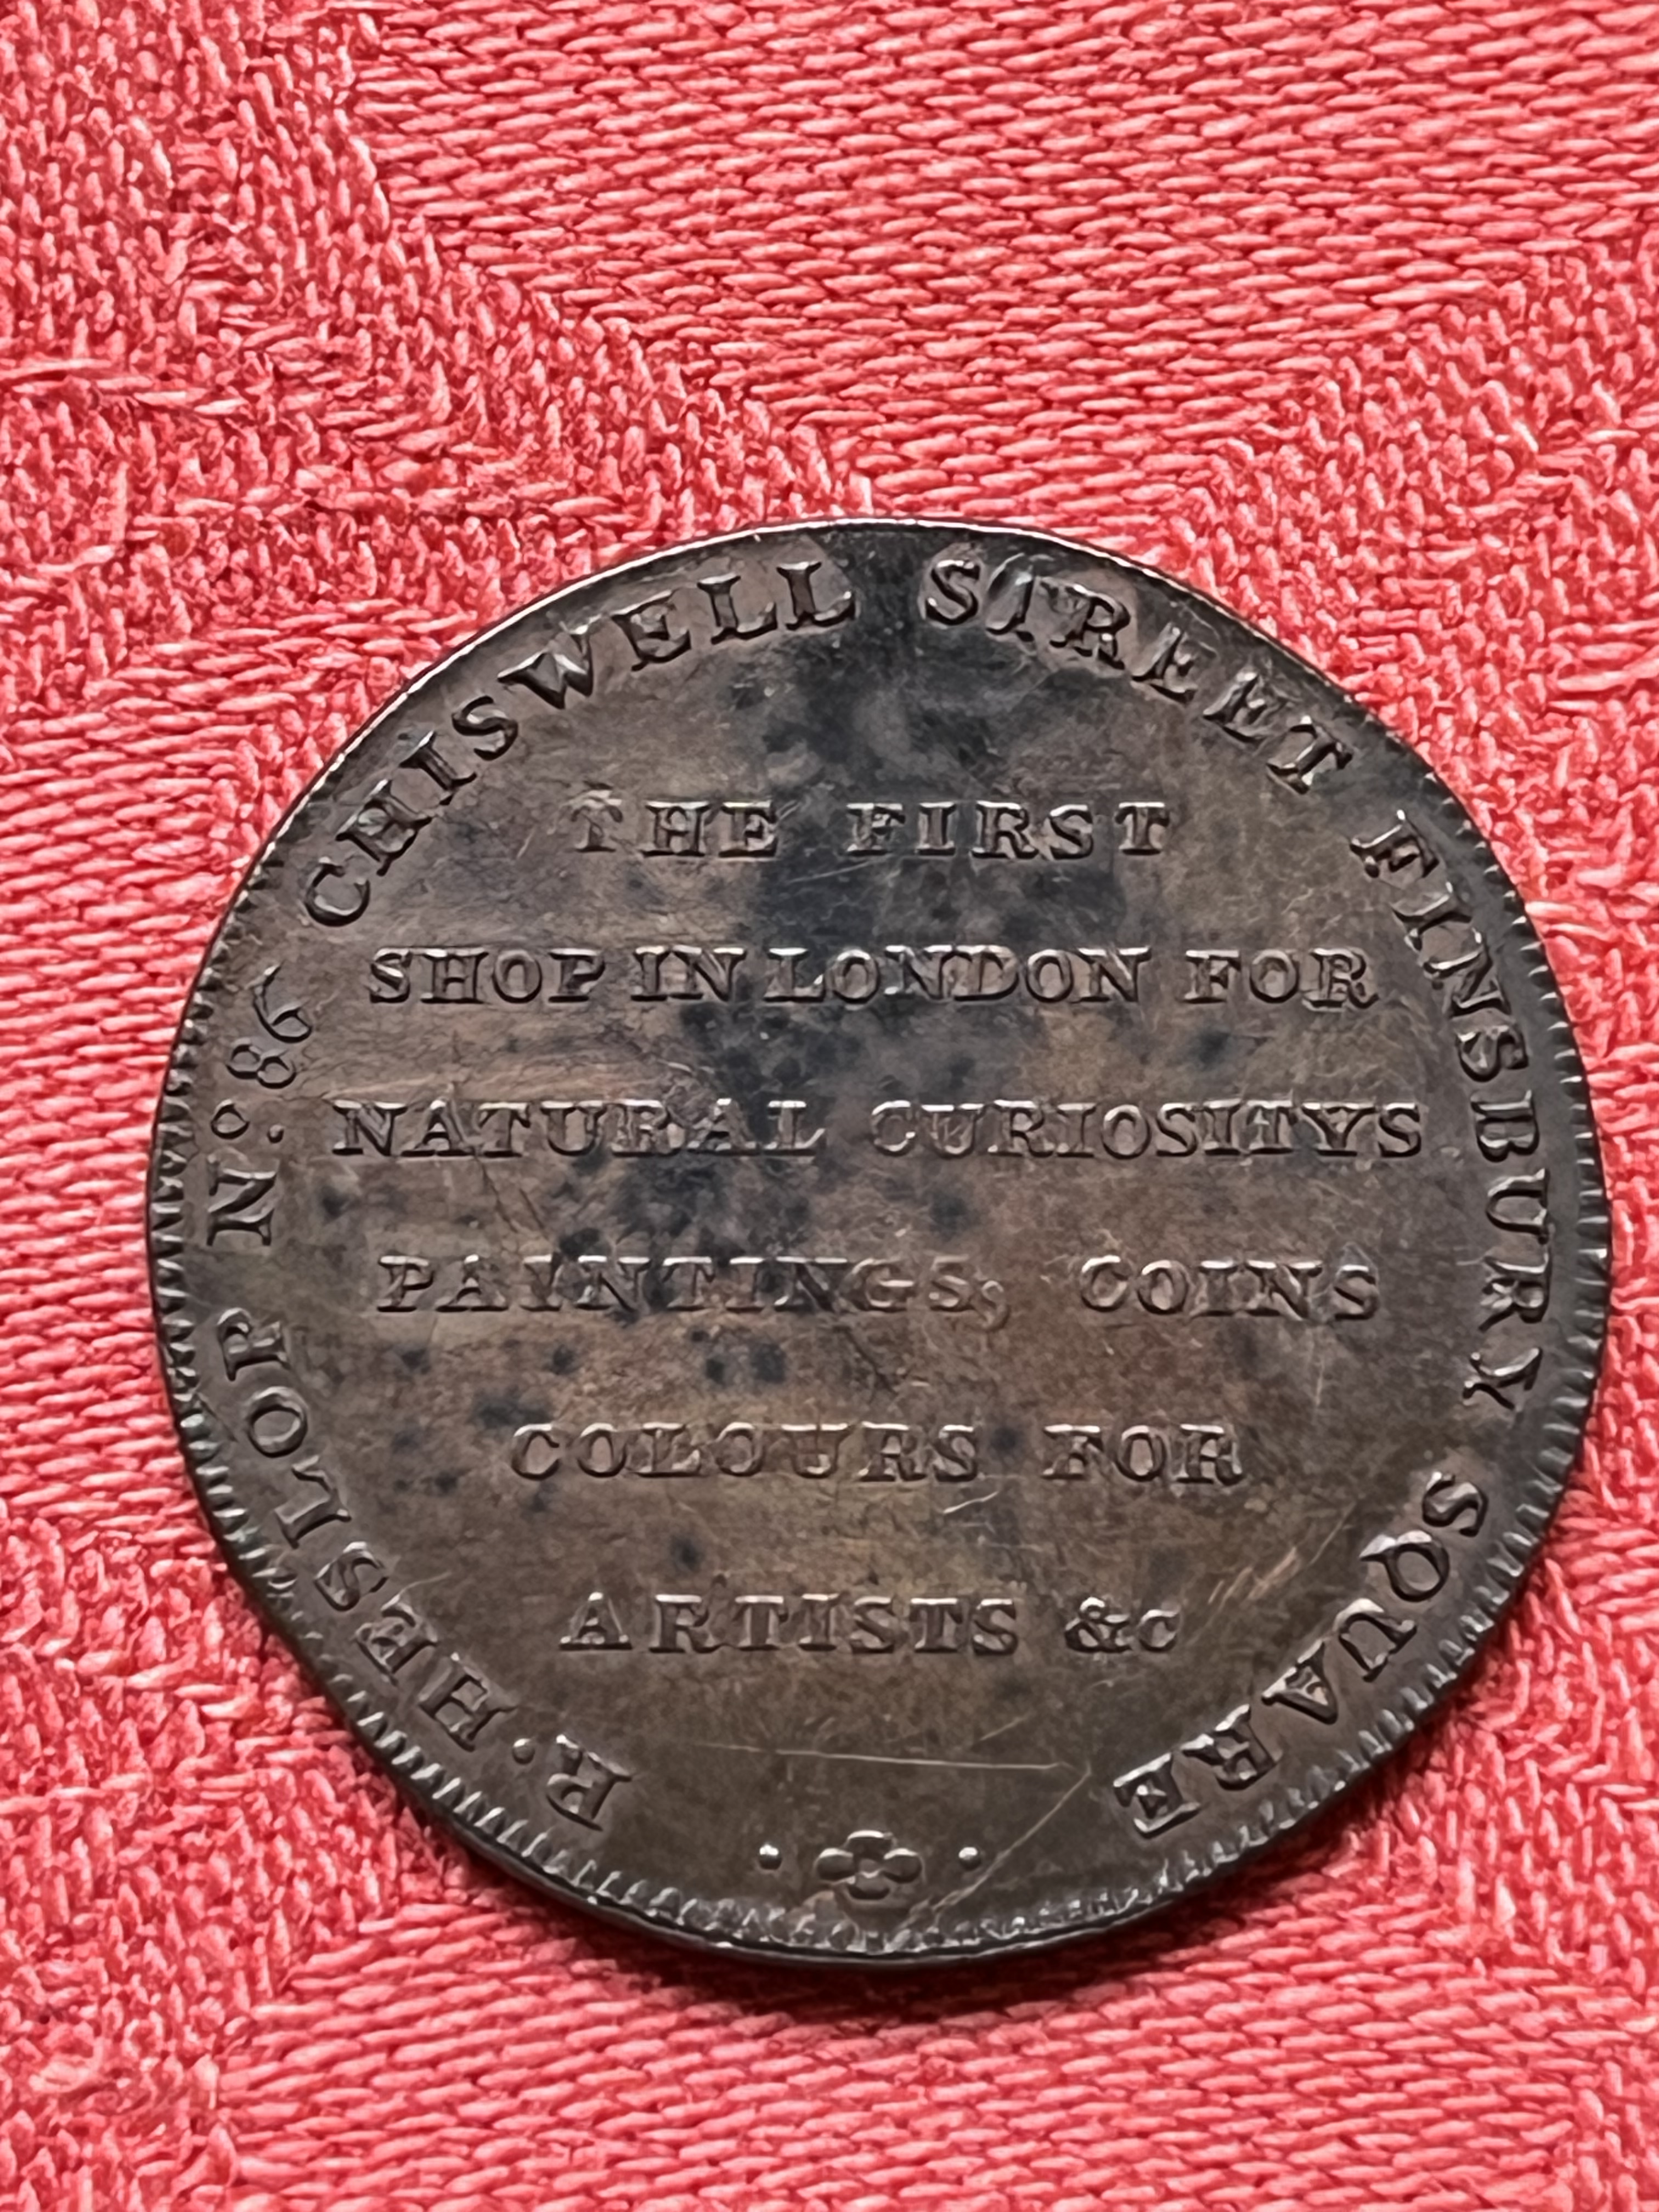 R. HESLOP Nº. 86 CHISWELL STREET FINSBURY SQUARE
THE FIRST
SHOP IN LONDON FOR
NATURAL CURIOSITYS
PAINTINGS, COINS
COLOURS FOR
ARTISTS &c